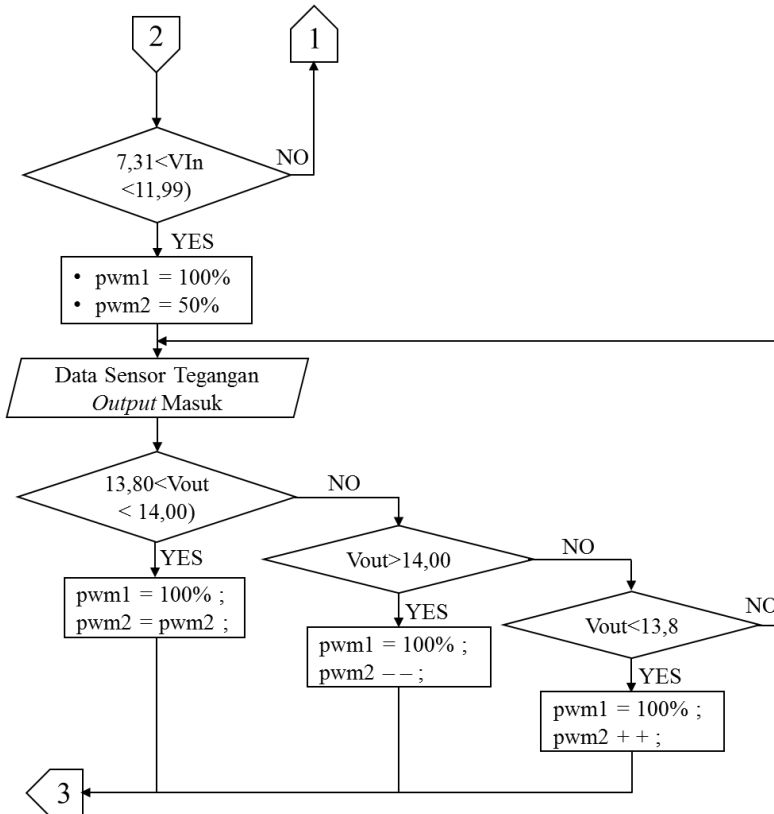 2
1
7,31<VIn
<11,99)
NO
YES
• pwm1 = 100%
• pwm2 = 50%
Data Sensor Tegangan
Output Masuk
13,80<Vout
< 14,00)
NO
YES
pwm1 = 100% ;
pwm2 = pwm2 ;
Vout>14,00
NO
YES
pwm1 = 100% ;
pwm2 – – ;
Vout<13,8
NO
YES
pwm1 = 100% ;
pwm2 + + ;
3